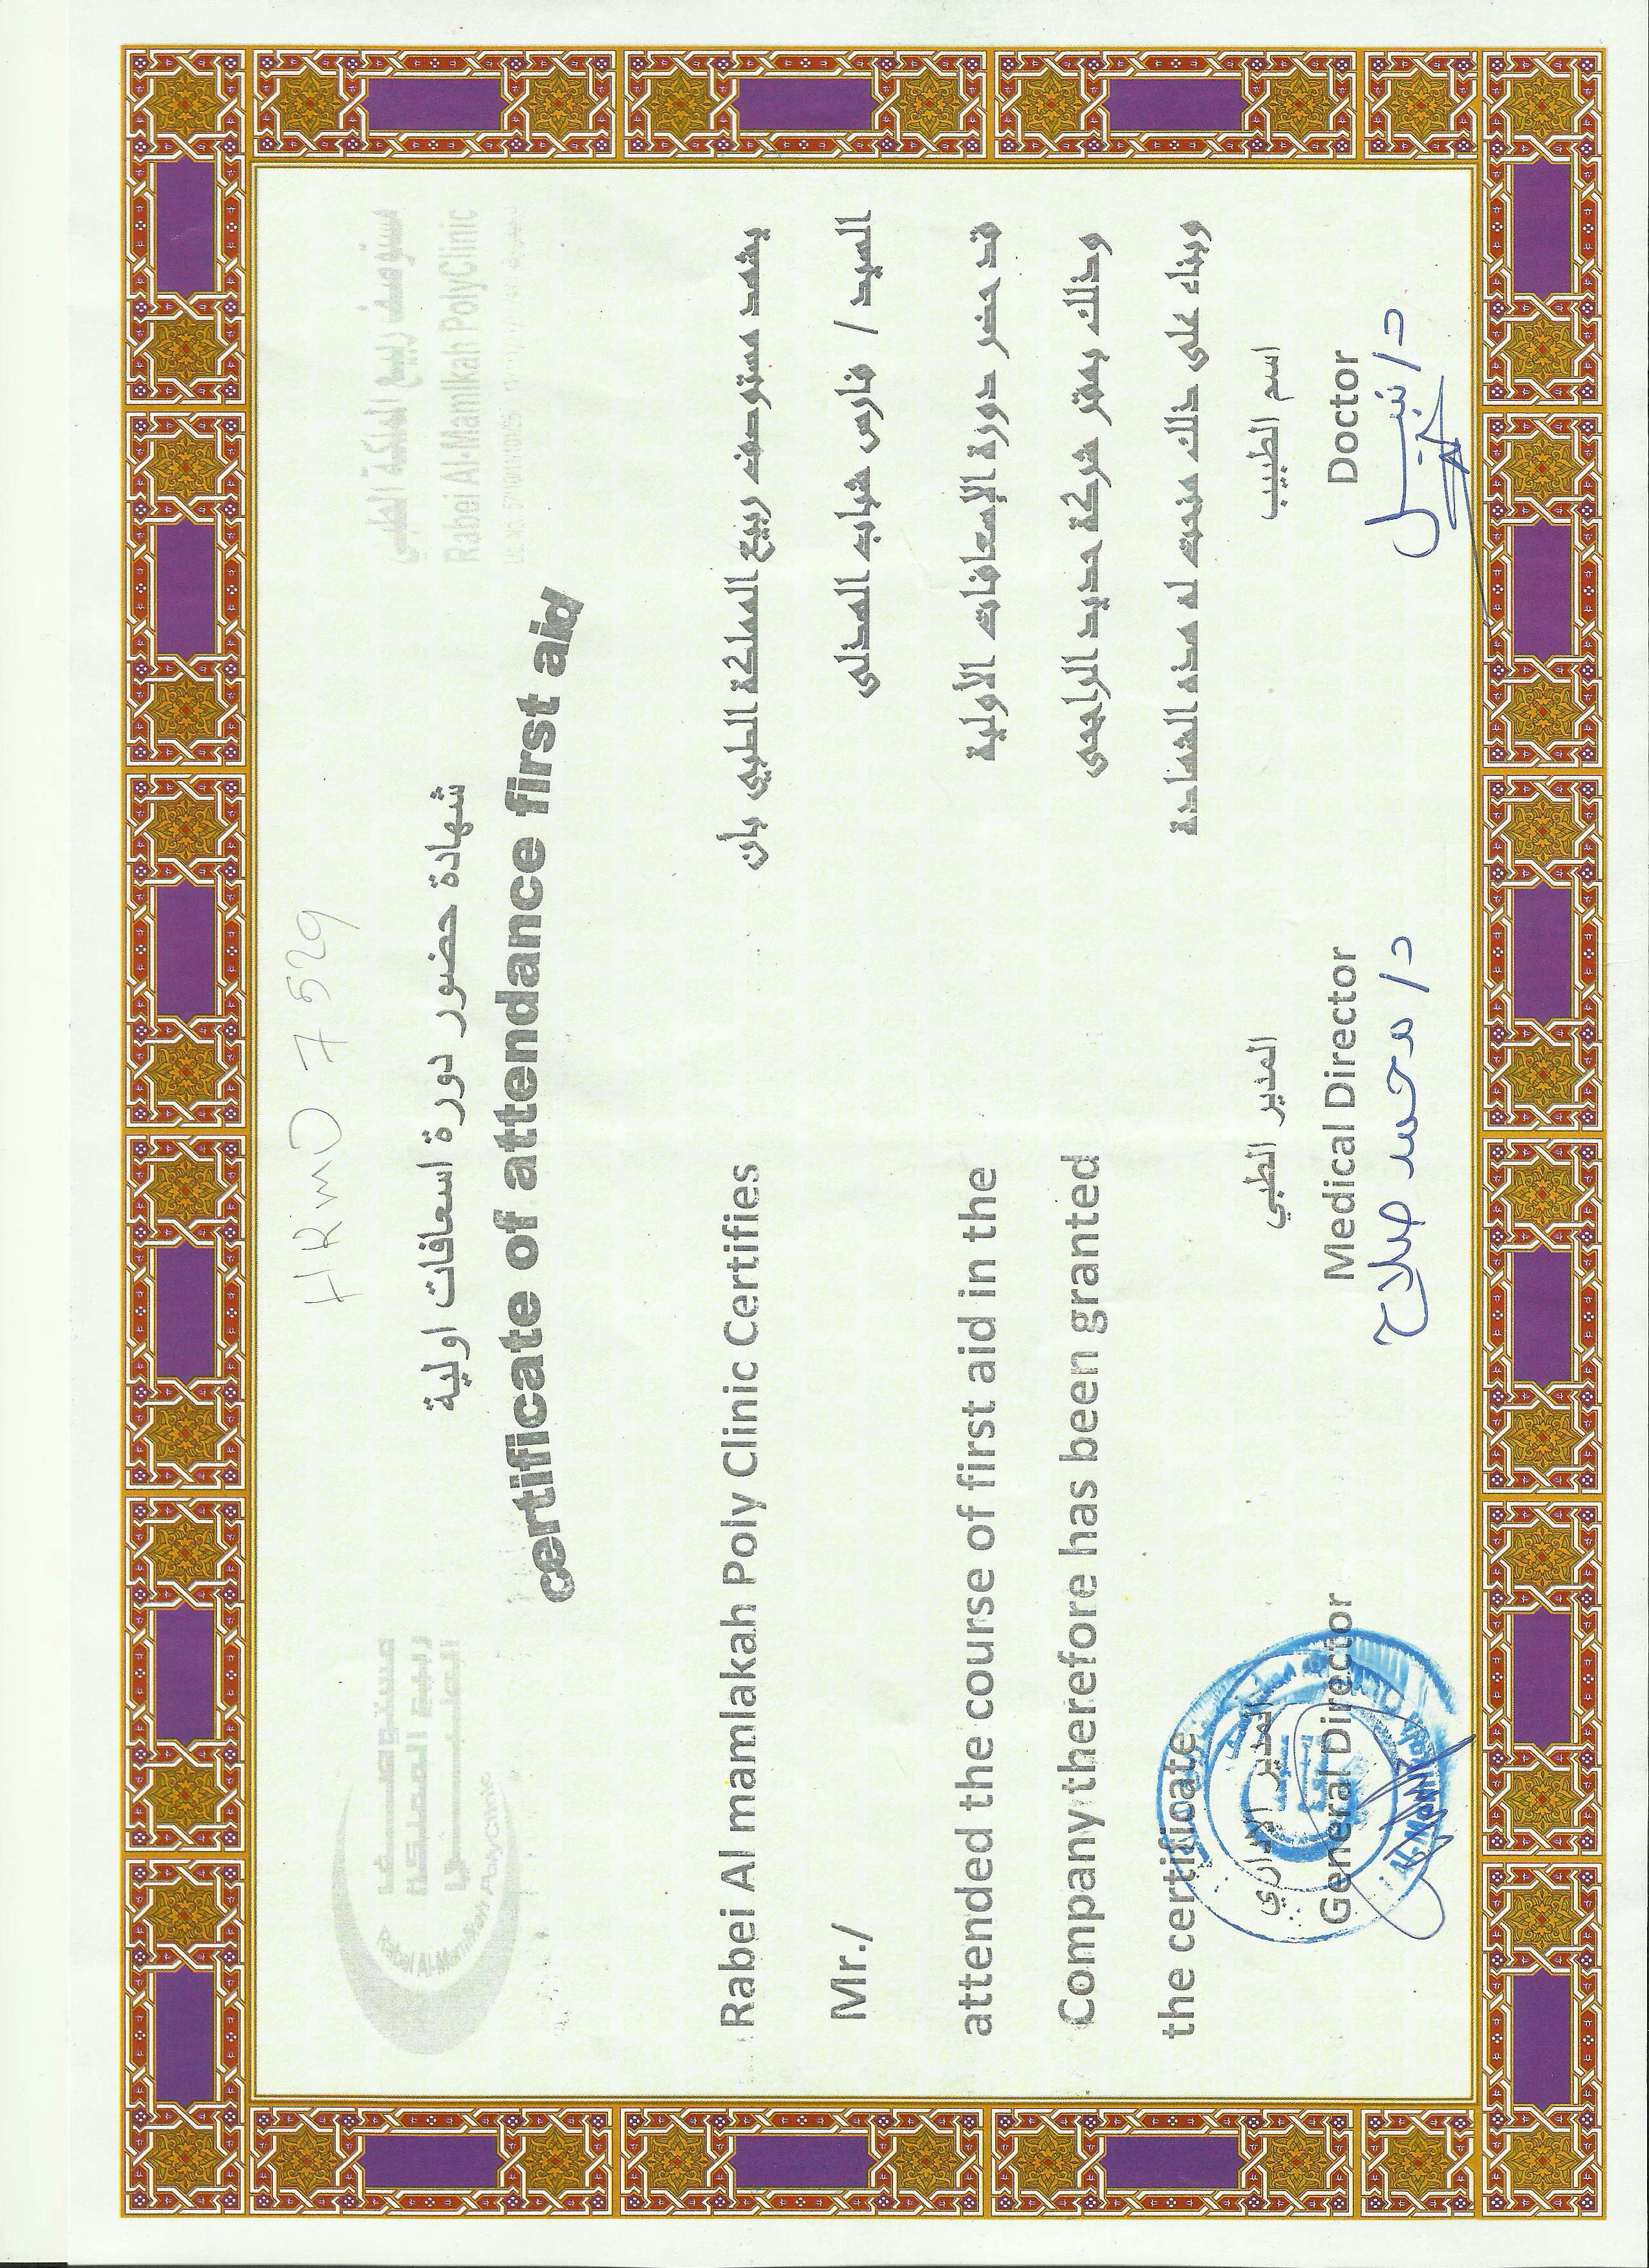 HRMD 7529
مستوصف ربيع المملكة الطبي
Rabei Al-Mamlkah PolyClinic
مستوصف
ربيع المملكة
الطبي
Rabei Al-Mamlkah PolyClinic
شهادة حضور دورة اسعافات اولية
certificate of attendance first aid
يشهد مستوصف ربيع المملكة الطبي بأن
Rabei Al mamlakah Poly Clinic Certifies
السيد / فارس شباب الهذلى
Mr./
قد حضر دورة الإسعافات الأولية
attended the course of first aid in the
وذلك بمقر شركة حديد الراجحى
Company therefore has been granted
وبناء على ذلك منحت له هذه الشهادة
the certificate
اسم الطبيب
المدير الطبي
المدير الإداري
Doctor
Medical Director
General Director
د/ نبيل
د/ محمد صلاح